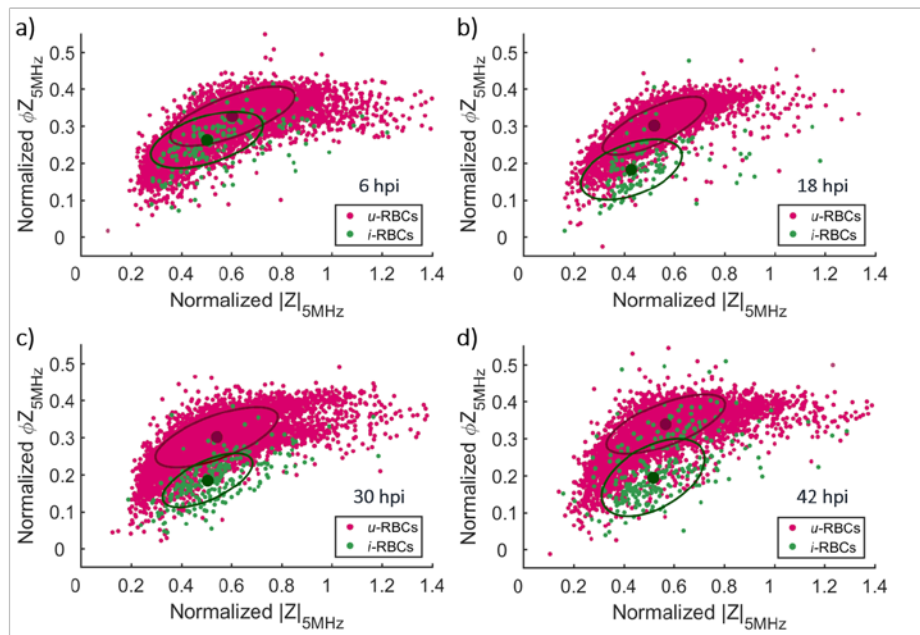 a)
Normalized ϕZ5MHz
0.5
0.4
0.3
0.2
0.1
0
6 hpi
u-RBCs
i-RBCs
0 0.2 0.4 0.6 0.8 1 1.2 1.4
Normalized |Z|5MHz
b)
Normalized ϕZ5MHz
0.5
0.4
0.3
0.2
0.1
0
18 hpi
u-RBCs
i-RBCs
0.2 0.4 0.6 0.8 1 1.2 1.4
Normalized |Z|5MHz
c)
Normalized ϕZ5MHz
0.5
0.4
0.3
0.2
0.1
0
30 hpi
u-RBCs
i-RBCs
0 0.2 0.4 0.6 0.8 1 1.2 1.4
Normalized |Z|5MHz
d)
Normalized ϕZ5MHz
0.5
0.4
0.3
0.2
0.1
0
42 hpi
u-RBCs
i-RBCs
0 0.2 0.4 0.6 0.8 1 1.2 1.4
Normalized |Z|5MHz